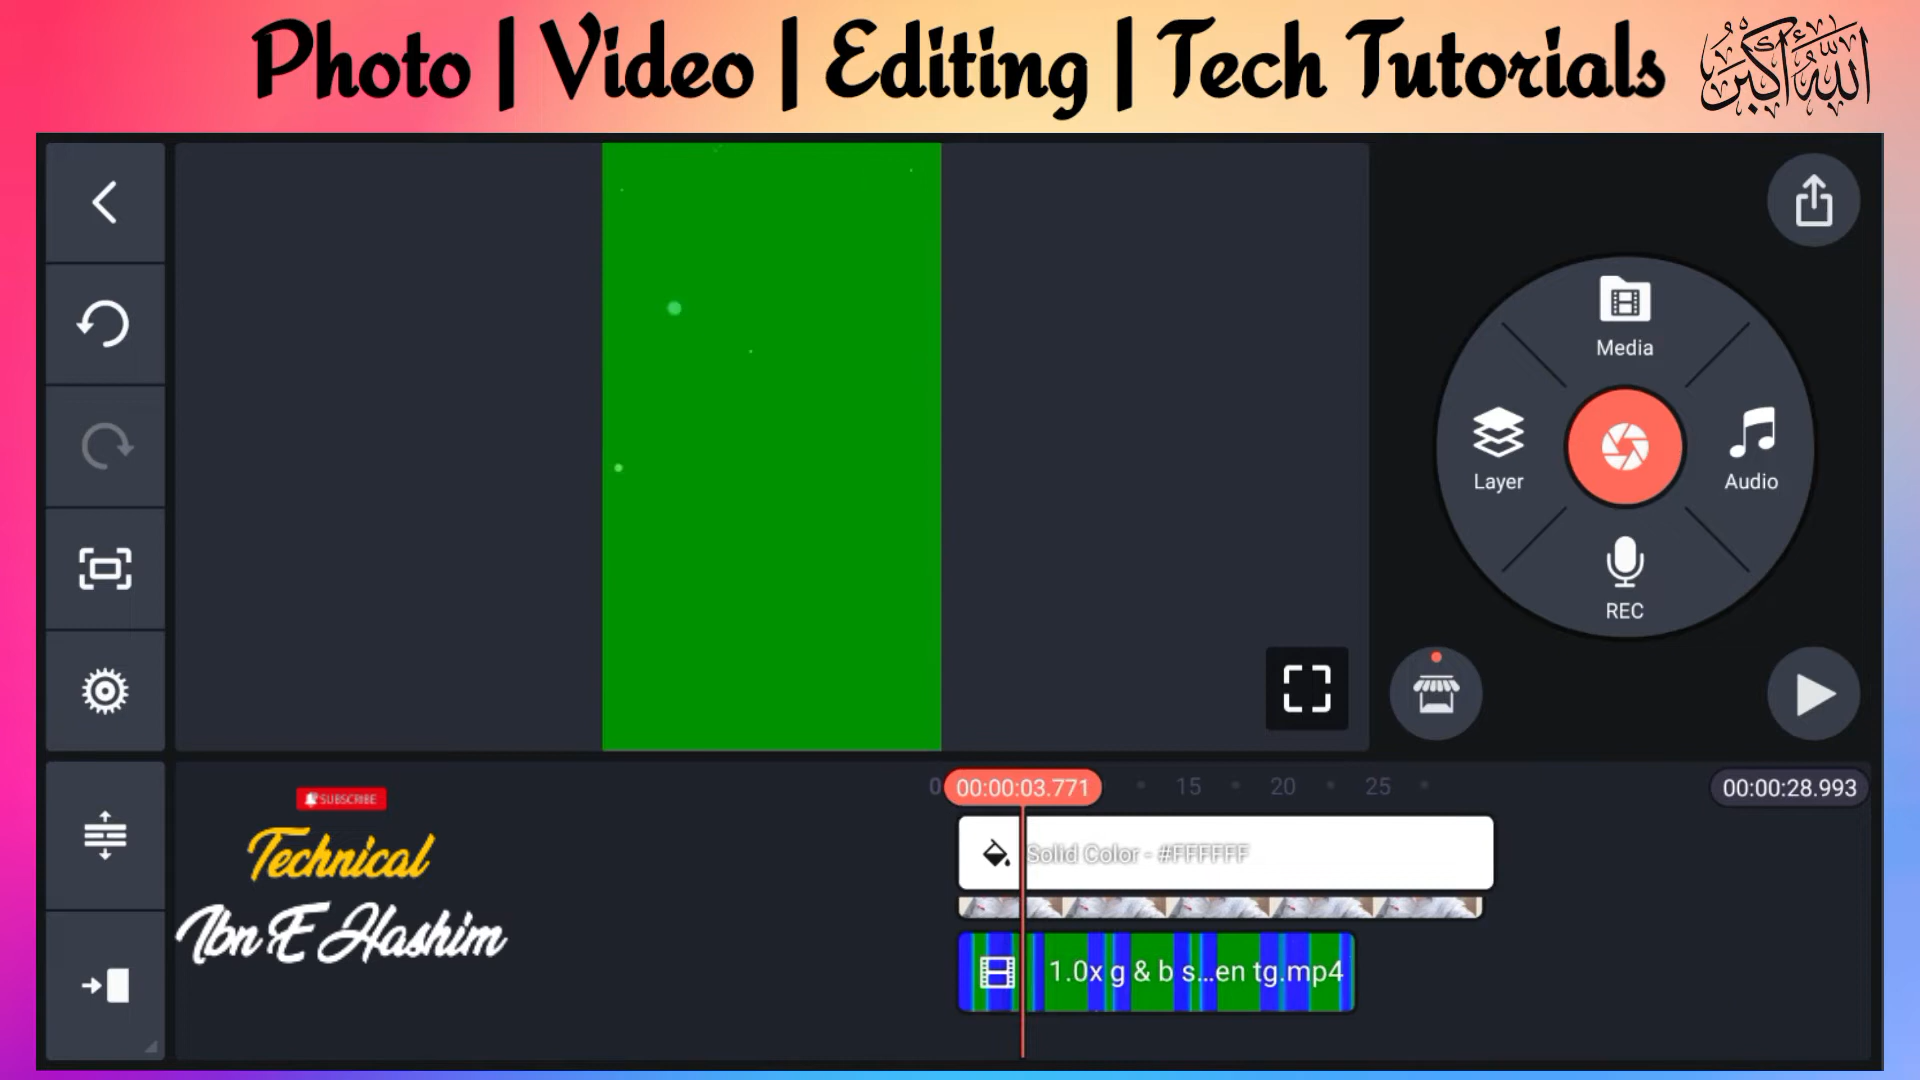 Photo | Video | Editing | Tech Tutorials
الله أكبر
Media
Layer
Audio
REC
0
00:00:03.771
15
20
25
00:00:28.993
SUBSCRIBE
Technical
Ibn E Hashim
Solid Color - #FFFFFF
1.0x g & b s...en tg.mp4